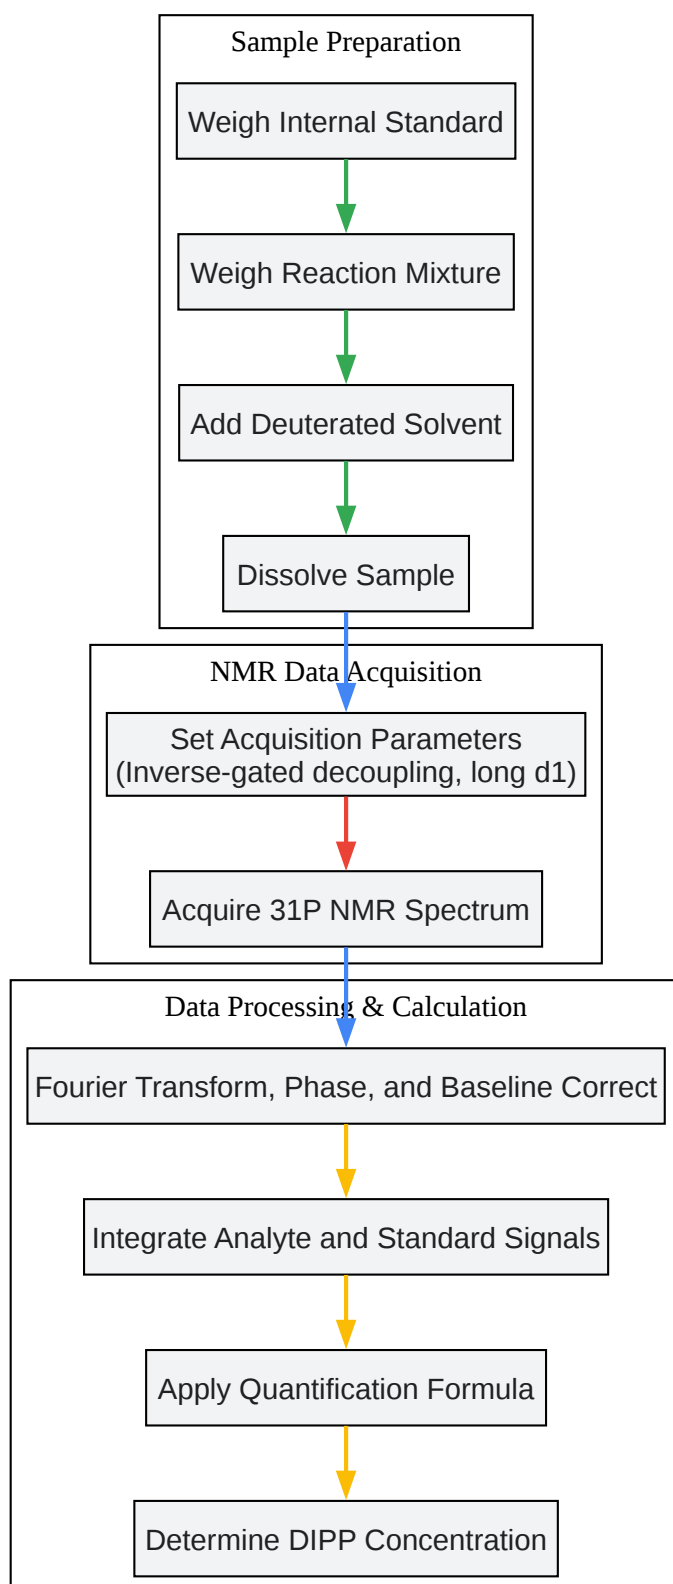 Sample Preparation
Weigh Internal Standard
Weigh Reaction Mixture
Add Deuterated Solvent
Dissolve Sample
NMR Data Acquisition
Set Acquisition Parameters
(Inverse-gated decoupling, long d1)
Acquire 31P NMR Spectrum
Data Processing & Calculation
Fourier Transform, Phase, and Baseline Correct
Integrate Analyte and Standard Signals
Apply Quantification Formula
Determine DIPP Concentration